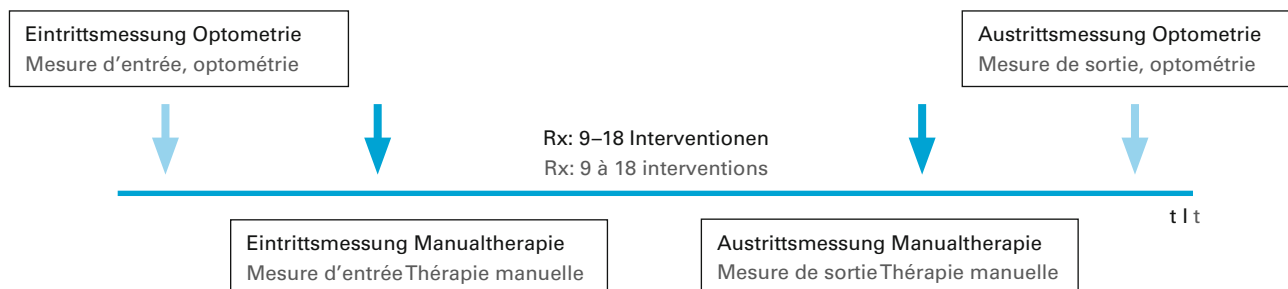 Eintrittsmessung Optometrie
Mesure d'entrée, optométrie
Austrittsmessung Optometrie
Mesure de sortie, optométrie
Rx: 9–18 Interventionen
Rx: 9 à 18 interventions
t l t
Eintrittsmessung Manualtherapie
Mesure d'entrée Thérapie manuelle
Austrittsmessung Manualtherapie
Mesure de sortie Thérapie manuelle